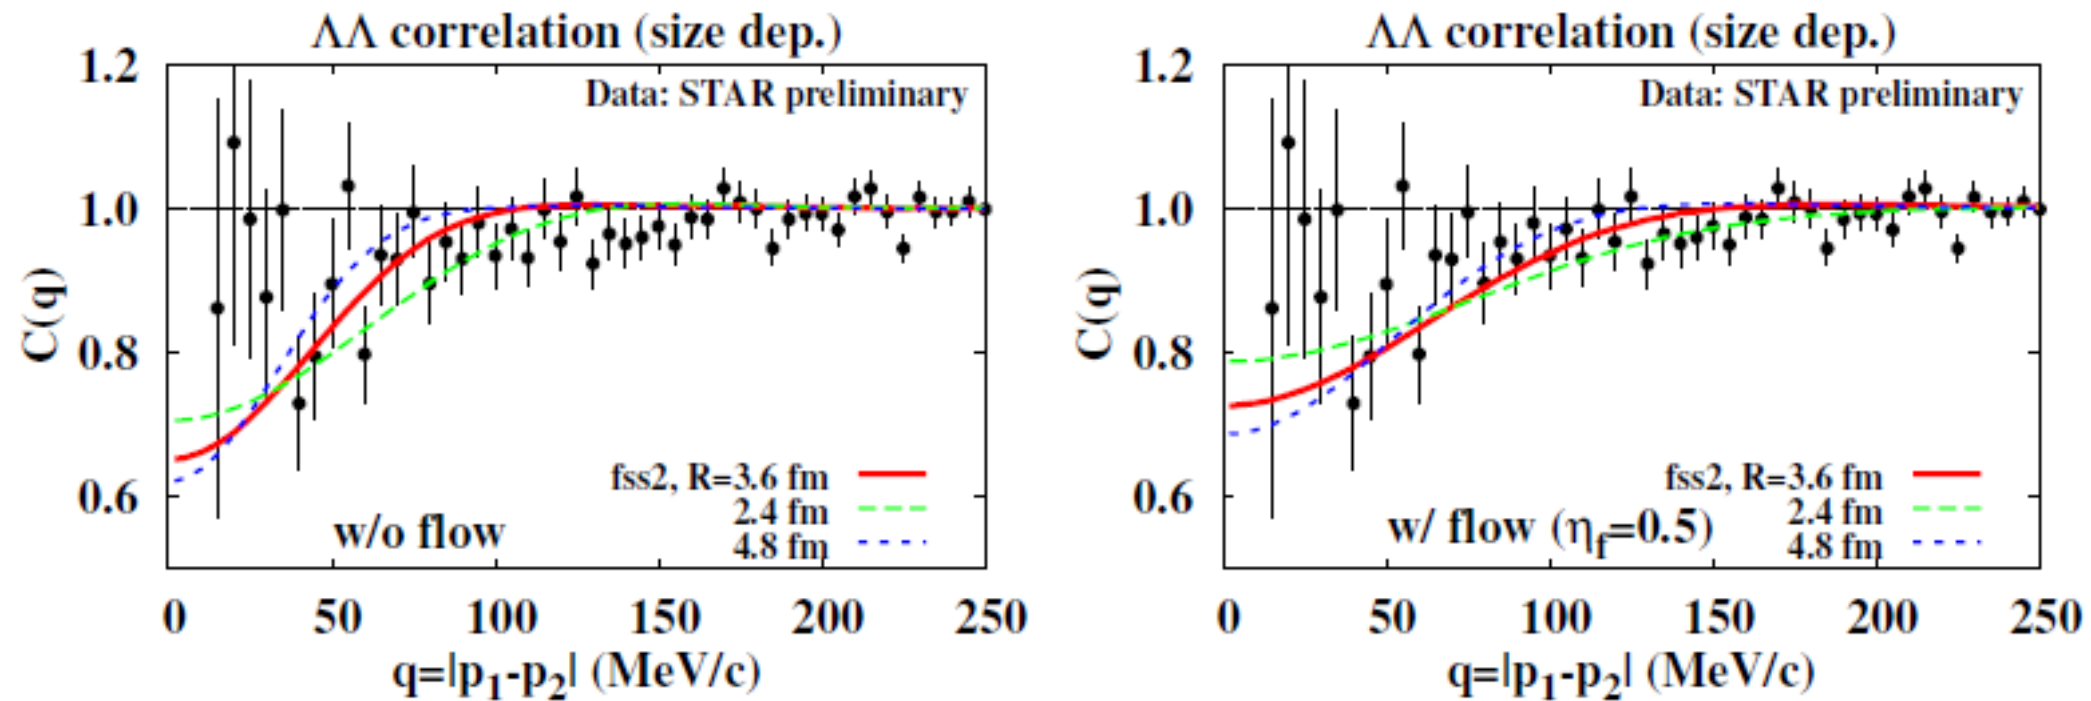 ΛΛ correlation (size dep.)
Data: STAR preliminary
1.2
1.0
0.8
0.6
C(q)
fss2, R=3.6 fm
2.4 fm
4.8 fm
w/o flow
0 50 100 150 200 250
q=|p1-p2| (MeV/c)
ΛΛ correlation (size dep.)
Data: STAR preliminary
1.2
1.0
0.8
0.6
C(q)
fss2, R=3.6 fm
2.4 fm
4.8 fm
w/ flow (ηf=0.5)
0 50 100 150 200 250
q=|p1-p2| (MeV/c)